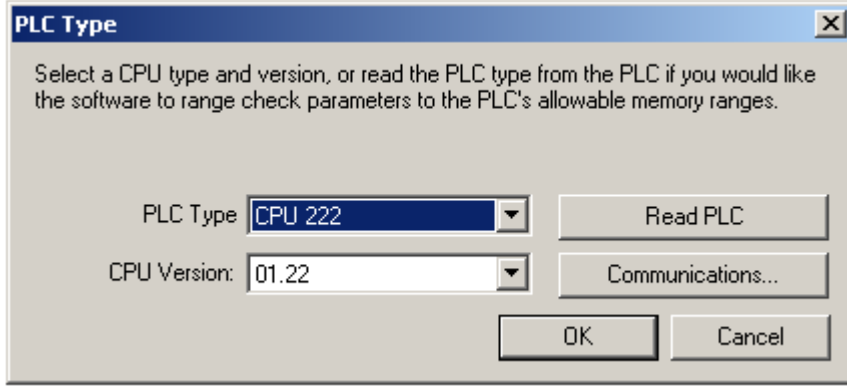 PLC Type
Select a CPU type and version, or read the PLC type from the PLC if you would like
the software to range check parameters to the PLC's allowable memory ranges.
PLC Type CPU 222 Read PLC
CPU Version: 01.22 Communications...
OK Cancel